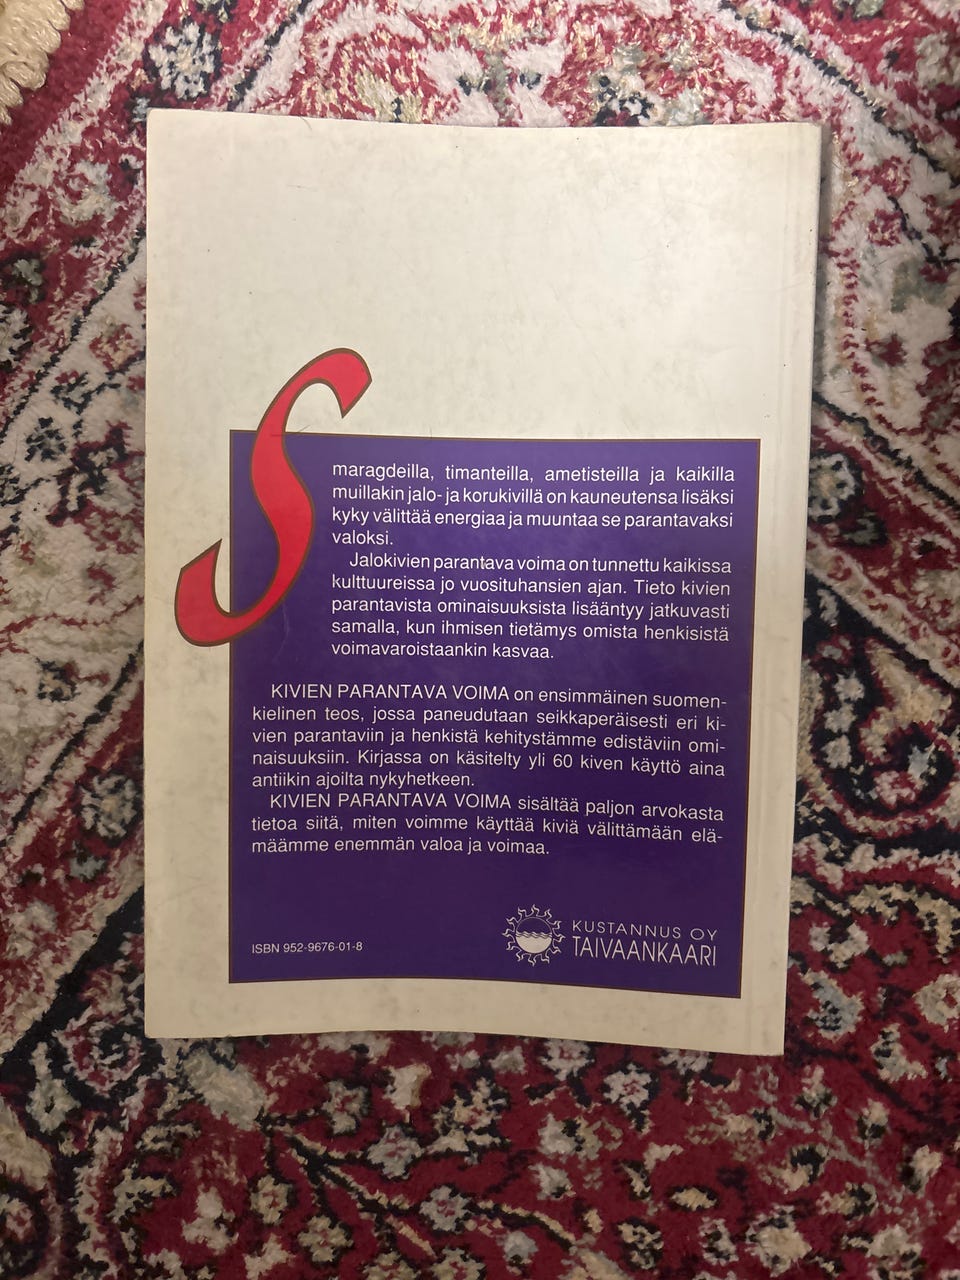 Smaragdeilla, timanteilla, ametisteilla ja kaikilla
muillakin jalo- ja korukivillä on kauneutensa lisäksi
kyky välittää energiaa ja muuntaa se parantavaksi
valoksi.
Jalokivien parantava voima on tunnettu kaikissa
kulttuureissa jo vuosituhansien ajan. Tieto kivien
parantavista ominaisuuksista lisääntyy jatkuvasti
samalla, kun ihmisen tietämys omista henkisistä
voimavaroistaankin kasvaa.
KIVIEN PARANTAVA VOIMA on ensimmäinen suomen-
kielinen teos, jossa paneudutaan seikkaperäisesti eri ki-
vien parantaviin ja henkistä kehitystämme edistäviin omi-
naisuuksiin. Kirjassa on käsitelty yli 60 kiven käyttö aina
antiikin ajoilta nykyhetkeen.
KIVIEN PARANTAVA VOIMA sisältää paljon arvokasta
tietoa siitä, miten voimme käyttää kiviä välittämään elä-
määmme enemmän valoa ja voimaa.
ISBN 952-9676-01-8
KUSTANNUS OY
TAIVAANKAARI